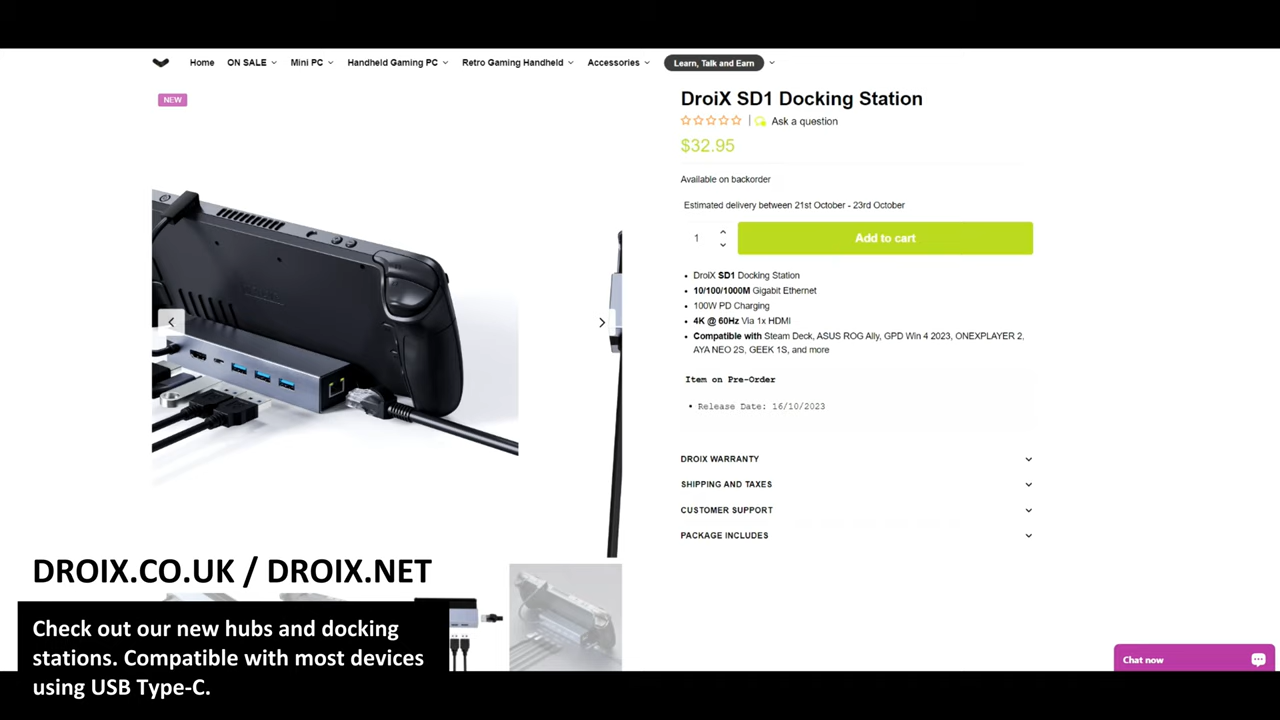 Home
ON SALE
Mini PC
Handheld Gaming PC
Retro Gaming Handheld
Accessories
Learn, Talk and Earn
NEW
DroiX SD1 Docking Station
Ask a question
$32.95
Available on backorder
Estimated delivery between 21st October - 23rd October
1
Add to cart
DroiX SD1 Docking Station
10/100/1000M Gigabit Ethernet
100W PD Charging
4K @ 60Hz Via 1x HDMI
Compatible with Steam Deck, ASUS ROG Ally, GPD Win 4 2023, ONEXPLAYER 2,
AYA NEO 2S, GEEK 1S, and more
Item on Pre-Order
Release Date: 16/10/2023
DROIX WARRANTY
SHIPPING AND TAXES
CUSTOMER SUPPORT
PACKAGE INCLUDES
DROIX.CO.UK / DROIX.NET
Check out our new hubs and docking
stations. Compatible with most devices
using USB Type-C.
Chat now